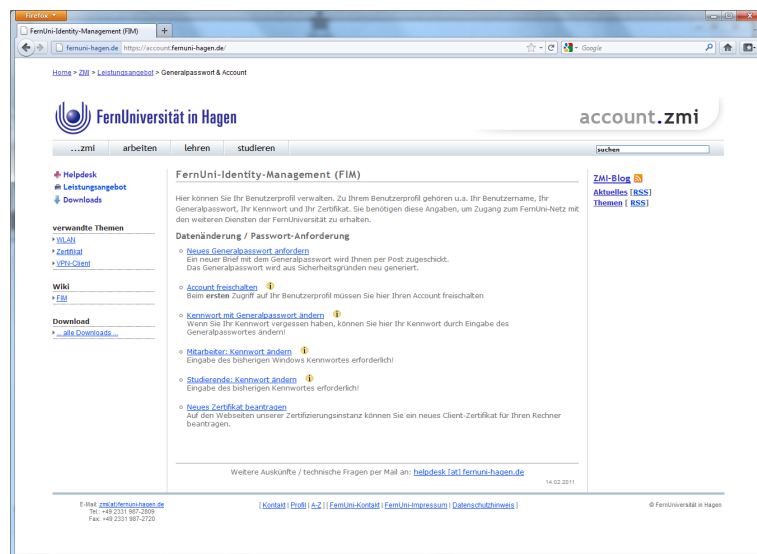 Firefox
FernUni-Identity-Management (FIM)
fernuni-hagen.de https://account.fernuni-hagen.de/
Google
Home > ZMI > Leistungsangebot > Generalpasswort & Account
FernUniversität in Hagen
account.zmi
...zmi arbeiten lehren studieren
suchen
Helpdesk
Leistungsangebot
Downloads
verwandte Themen
WLAN
Zertifikat
VPN-Client
Wiki
FIM
Download
... alle Downloads ...
FernUni-Identity-Management (FIM)
Hier können Sie Ihr Benutzerprofil verwalten. Zu Ihrem Benutzerprofil gehören u.a. Ihr Benutzername, Ihr
Generalpasswort, Ihr Kennwort und Ihr Zertifikat. Sie benötigen diese Angaben, um Zugang zum FernUni-Netz mit
den weiteren Diensten der FernUniversität zu erhalten.
Datenänderung / Passwort-Anforderung
Neues Generalpasswort anfordern
Ein neuer Brief mit dem Generalpasswort wird Ihnen per Post zugeschickt.
Das Generalpasswort wird aus Sicherheitsgründen neu generiert.
Account freischalten
Beim ersten Zugriff auf Ihr Benutzerprofil müssen Sie hier Ihren Account freischalten
Kennwort mit Generalpasswort ändern
Wenn Sie Ihr Kennwort vergessen haben, können Sie hier Ihr Kennwort durch Eingabe des
Generalpasswortes ändern!
Mitarbeiter: Kennwort ändern
Eingabe des bisherigen Windows Kennwortes erforderlich!
Studierende: Kennwort ändern
Eingabe des bisherigen Kennwortes erforderlich!
Neues Zertifikat beantragen
Auf den Webseiten unserer Zertifizierungsinstanz können Sie ein neues Client-Zertifikat für Ihren Rechner
beantragen.
Weitere Auskünfte / technische Fragen per Mail an: helpdesk [at] fernuni-hagen.de
14.02.2011
ZMI-Blog
Aktuelles [RSS]
Themen [ RSS]
E-Mail: zmi(at)fernuni-hagen.de
Tel.: +49 2331 987-2809
Fax. +49 2331 987-2720
[ Kontakt | Profil | A-Z ] [ FernUni-Kontakt | FernUni-Impressum | Datenschutzhinweis ]
© FernUniversität in Hagen